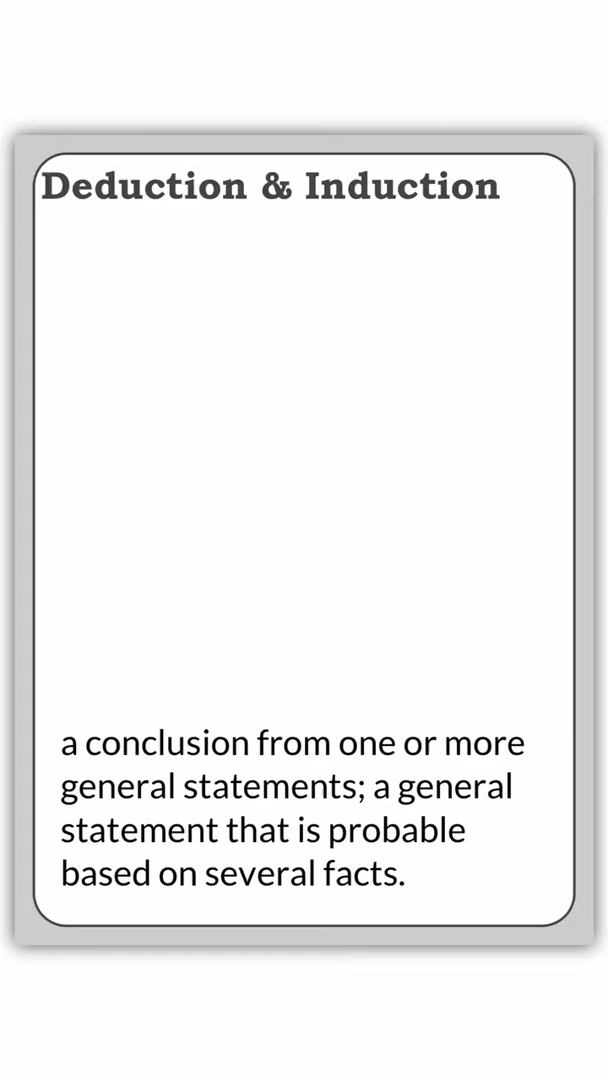 Deduction & Induction
a conclusion from one or more
general statements; a general
statement that is probable
based on several facts.